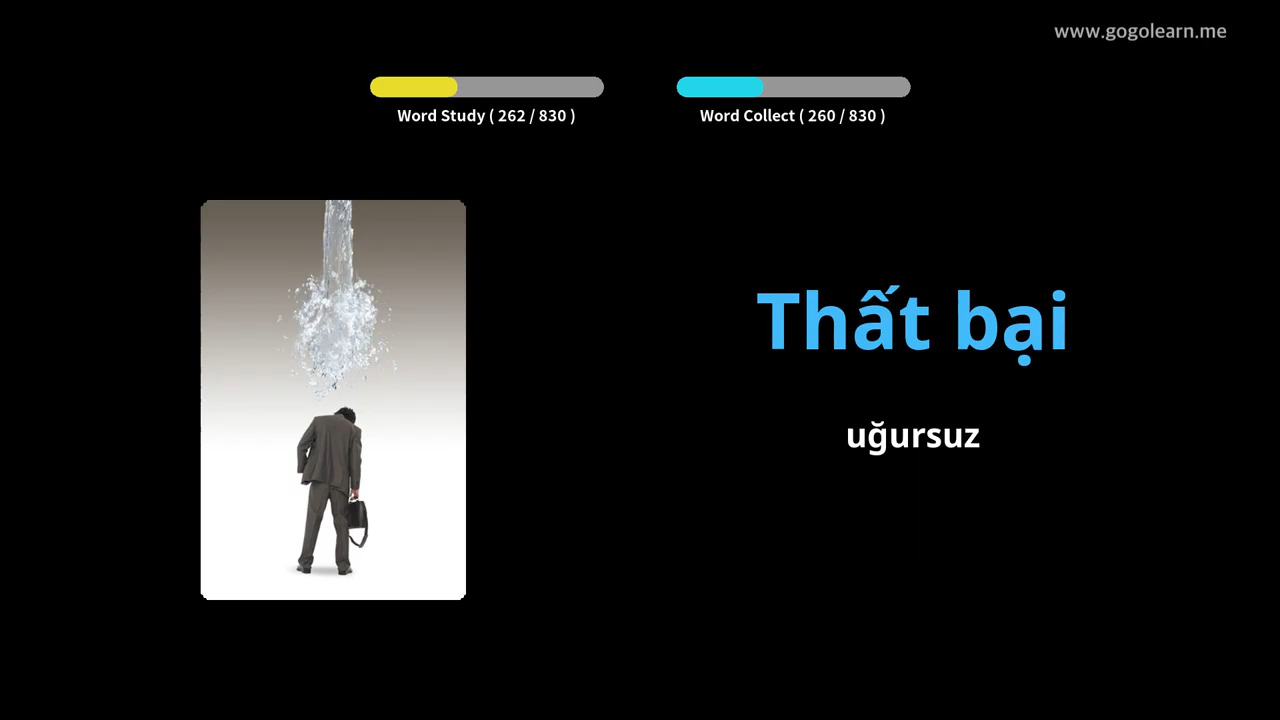 www.gogolearn.me
Word Study ( 262 / 830 )
Word Collect ( 260 / 830 )
Thất bại
uğursuz